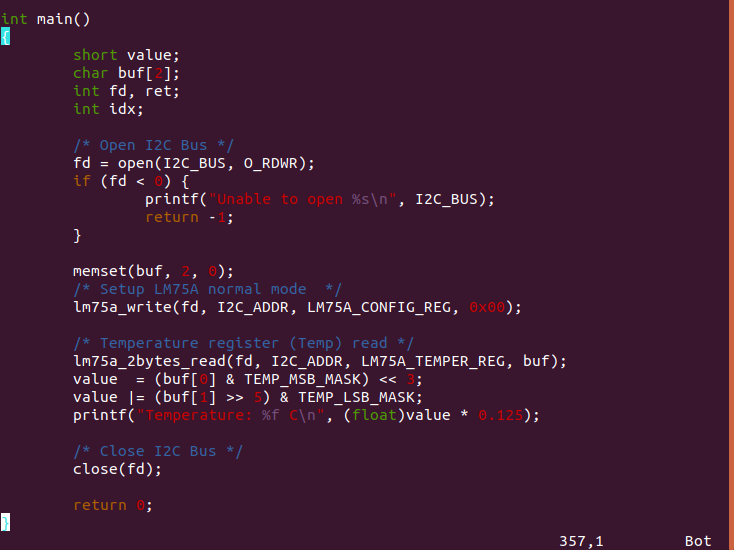 int main()
{
        short value;
        char buf[2];
        int fd, ret;
        int idx;

        /* Open I2C Bus */
        fd = open(I2C_BUS, O_RDWR);
        if (fd < 0) {
                printf("Unable to open %s\n", I2C_BUS);
                return -1;
        }

        memset(buf, 2, 0);
        /* Setup LM75A normal mode  */
        lm75a_write(fd, I2C_ADDR, LM75A_CONFIG_REG, 0x00);

        /* Temperature register (Temp) read */
        lm75a_2bytes_read(fd, I2C_ADDR, LM75A_TEMPER_REG, buf);
        value  = (buf[0] & TEMP_MSB_MASK) << 3;
        value |= (buf[1] >> 5) & TEMP_LSB_MASK;
        printf("Temperature: %f C\n", (float)value * 0.125);

        /* Close I2C Bus */
        close(fd);

        return 0;
}
357,1 Bot